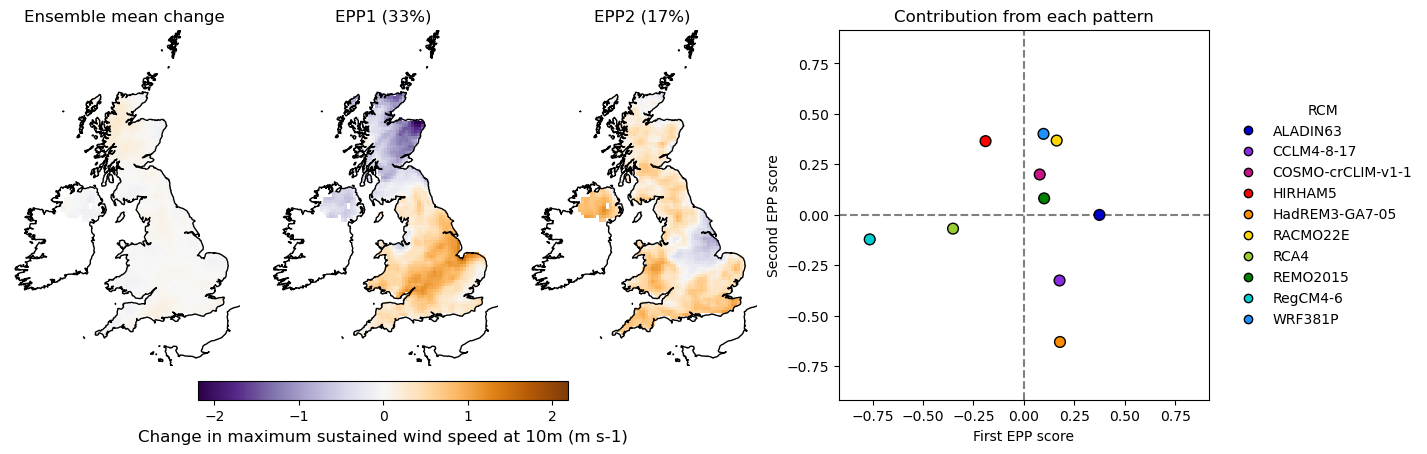 Ensemble mean change
EPP1 (33%)
EPP2 (17%)
−2
−1
0
1
2
Change in maximum sustained wind speed at 10m (m s-1)
Contribution from each pattern
0.75
0.50
0.25
0.00
−0.25
−0.50
−0.75
Second EPP score
−0.75
−0.50
−0.25
0.00
0.25
0.50
0.75
First EPP score
RCM
ALADIN63
CCLM4-8-17
COSMO-crCLIM-v1-1
HIRHAM5
HadREM3-GA7-05
RACMO22E
RCA4
REMO2015
RegCM4-6
WRF381P